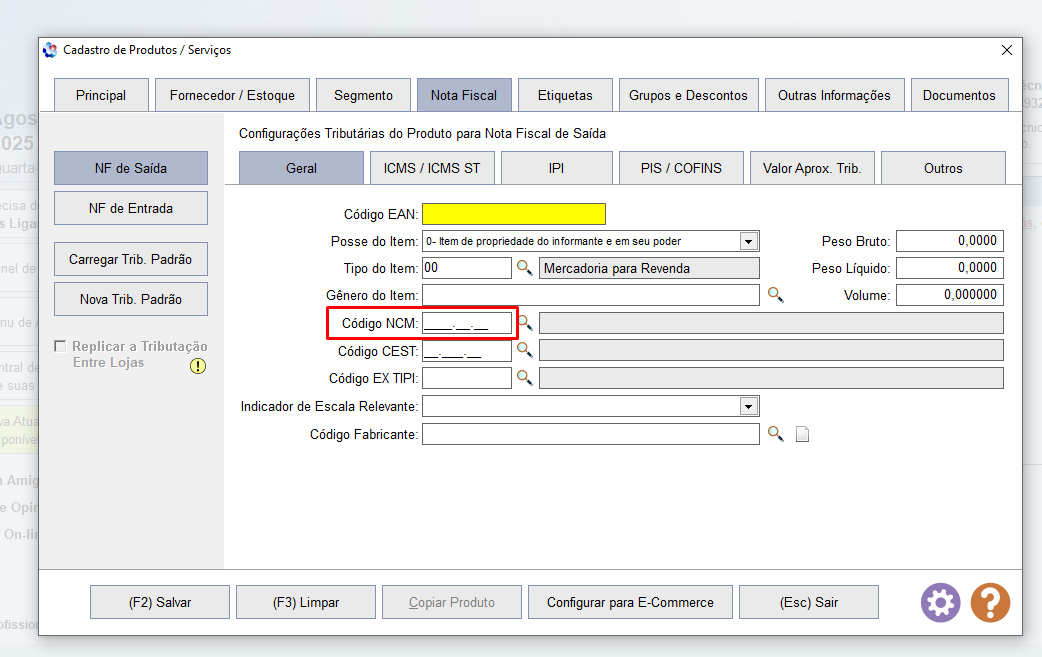 Cadastro de Produtos / Serviços
Principal
Fornecedor / Estoque
Segmento
Nota Fiscal
Etiquetas
Grupos e Descontos
Outras Informações
Documentos
Configurações Tributárias do Produto para Nota Fiscal de Saída
NF de Saída
NF de Entrada
Carregar Trib. Padrão
Nova Trib. Padrão
Replicar a Tributação
Entre Lojas
Geral
ICMS / ICMS ST
IPI
PIS / COFINS
Valor Aprox. Trib.
Outros
Código EAN:
Posse do Item: 0- Item de propriedade do informante e em seu poder
Peso Bruto: 0,0000
Tipo do Item: 00 Mercadoria para Revenda
Peso Líquido: 0,0000
Gênero do Item:
Volume: 0,000000
Código NCM: ____.__.__
Código CEST: __.___.__
Código EX TIPI:
Indicador de Escala Relevante:
Código Fabricante:
(F2) Salvar
(F3) Limpar
Copiar Produto
Configurar para E-Commerce
(Esc) Sair